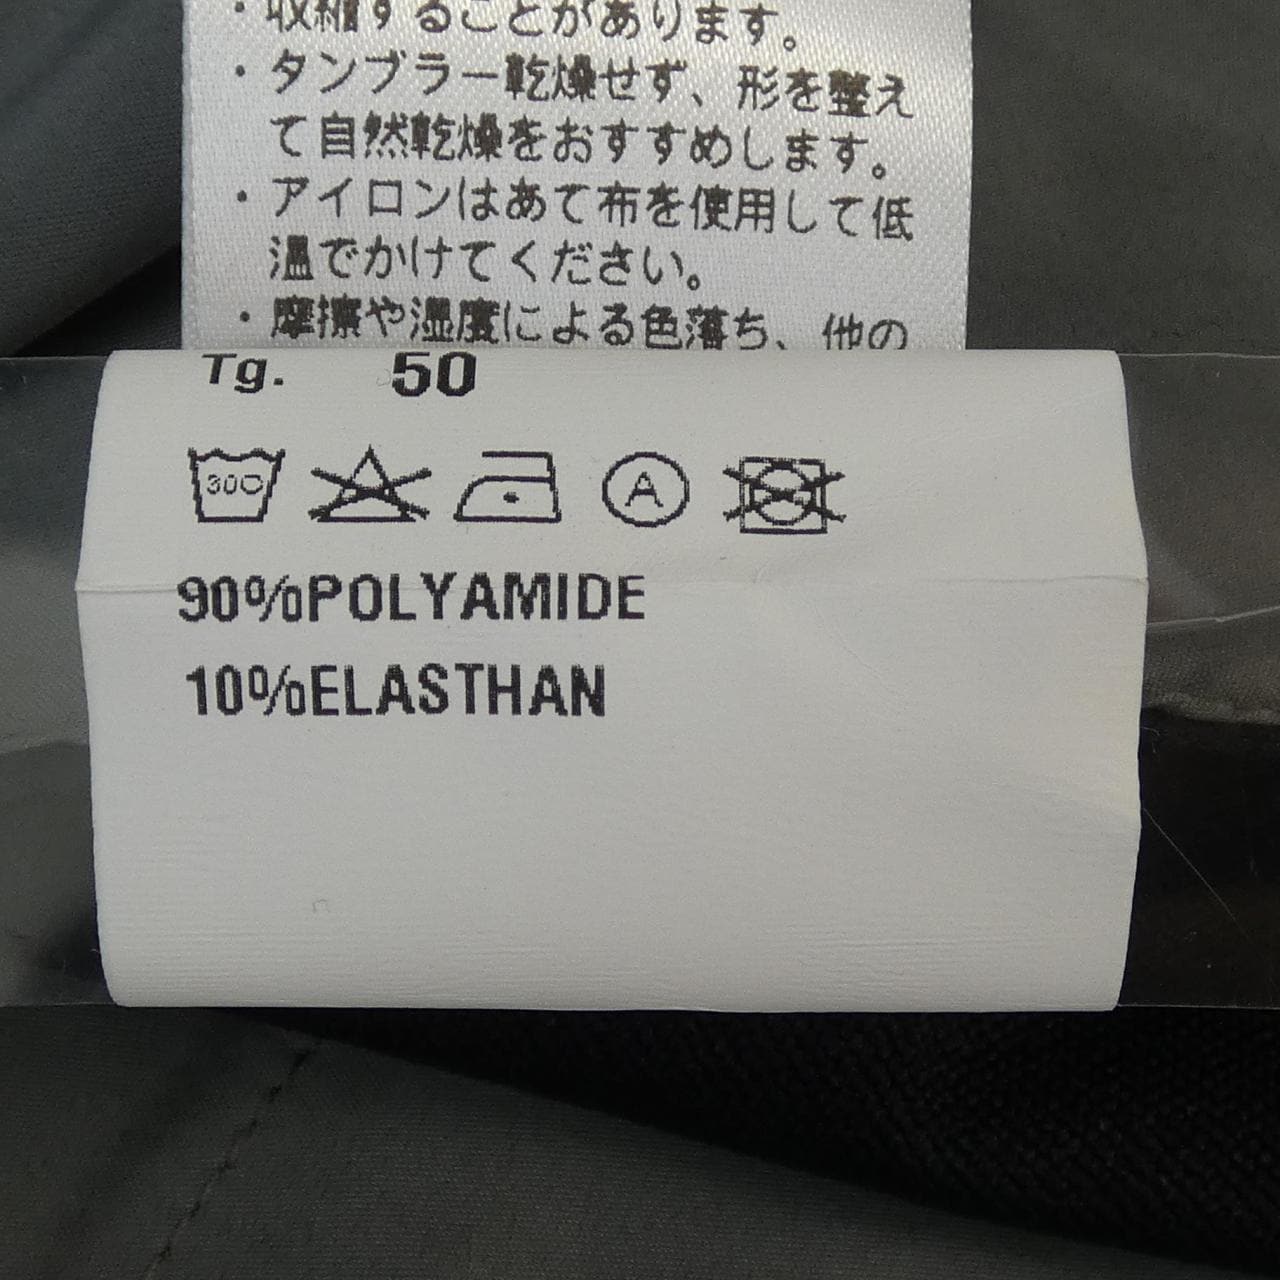 ・収縮することがあります。
・タンブラー乾燥せず、形を整え
て自然乾燥をおすすめします。
・アイロンはあて布を使用して低
温でかけてください。
・摩擦や湿度による色落ち、他の
Tg. 50
30C
A
90%POLYAMIDE
10%ELASTHAN